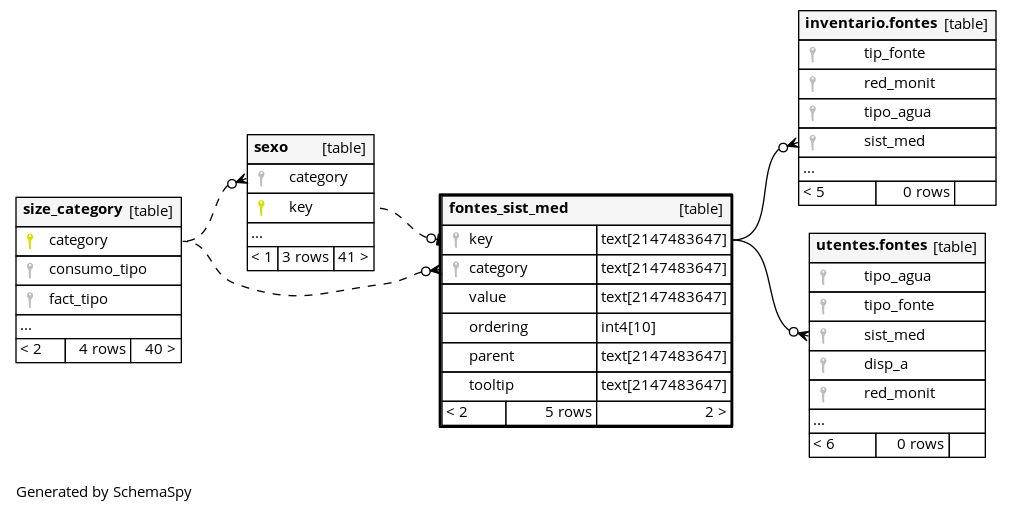 size_category [table]
category
consumo_tipo
fact_tipo
...
< 2 4 rows 40 >
sexo [table]
category
key
...
< 1 3 rows 41 >
fontes_sist_med [table]
key text[2147483647]
category text[2147483647]
value text[2147483647]
ordering int4[10]
parent text[2147483647]
tooltip text[2147483647]
< 2 5 rows 2 >
inventario.fontes [table]
tip_fonte
red_monit
tipo_agua
sist_med
...
< 5 0 rows
utentes.fontes [table]
tipo_agua
tipo_fonte
sist_med
disp_a
red_monit
...
< 6 0 rows
Generated by SchemaSpy